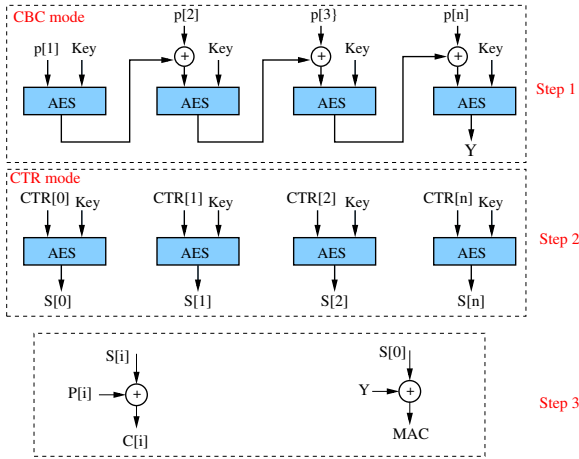 CBC mode
p[2]
p[3}
p[n]
p[1] Key
+
Key
+
Key
+
Key
AES
AES
AES
AES
Step 1
Y
CTR mode
CTR[0] Key
CTR[1] Key
CTR[2] Key
CTR[n] Key
AES
AES
AES
AES
Step 2
S[0]
S[1]
S[2]
S[n]
S[i]
S[0]
P[i]
+
Y
+
Step 3
C[i]
MAC